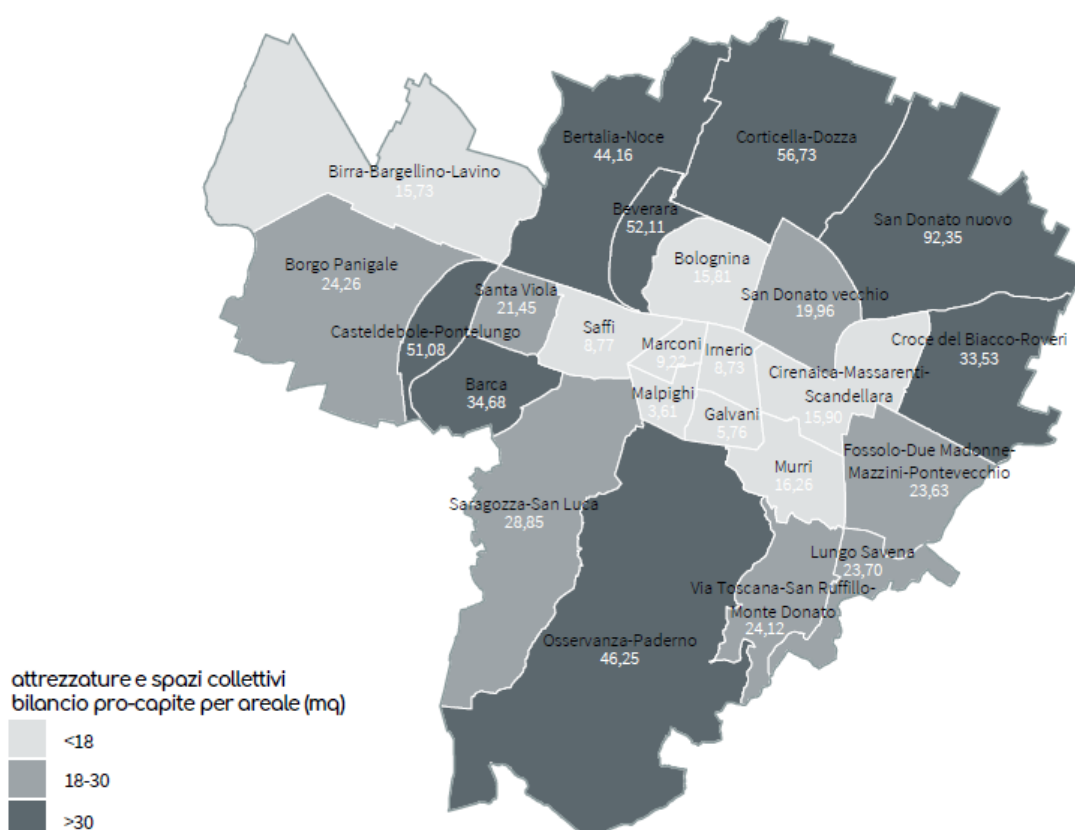 Bertalia-Noce
44,16
Corticella-Dozza
56,73
Birra-Bargellino-Lavino
15,73
Beverara
52,11
San Donato nuovo
92,35
Borgo Panigale
24,26
Bolognina
15,81
Santa Viola
21,45
San Donato vecchio
19,96
Casteldebole-Pontelungo
51,08
Saffi
8,77
Marconi
9,22
Irnerio
8,73
Croce del Biacco-Roveri
33,53
Barca
34,68
Malpighi
3,61
Galvani
5,76
Cirenaica-Massarenti-
Scandellara
15,90
Murri
16,26
Fossolo-Due Madonne-
Mazzini-Pontevecchio
23,63
Saragozza-San Luca
28,85
Lungo Savena
23,70
Via Toscana-San Ruffillo-
Monte Donato
24,12
Osservanza-Paderno
46,25
attrezzature e spazi collettivi
bilancio pro-capite per areale (mq)
<18
18-30
>30